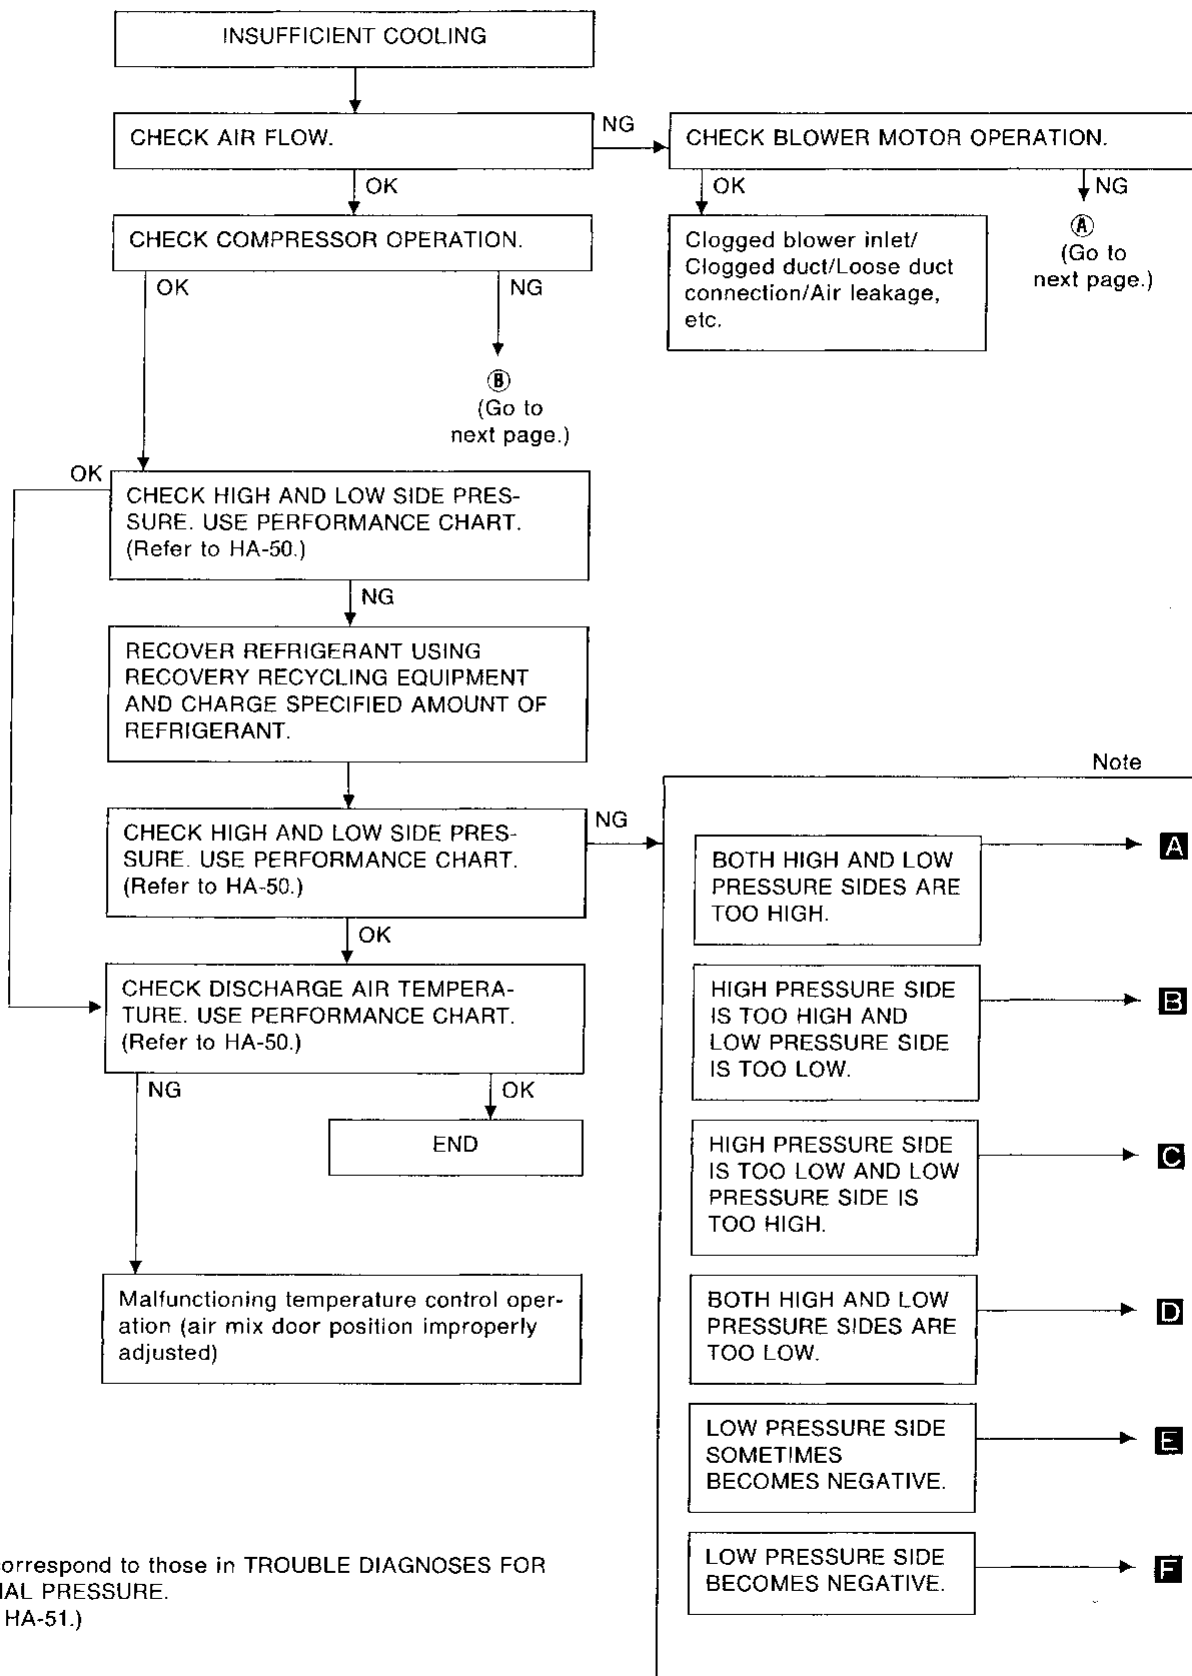 INSUFFICIENT COOLING
CHECK AIR FLOW.
NG
CHECK BLOWER MOTOR OPERATION.
OK
OK
NG
CHECK COMPRESSOR OPERATION.
Clogged blower inlet/
Clogged duct/Loose duct
connection/Air leakage,
etc.
Ⓐ
(Go to
next page.)
OK
NG
Ⓑ
(Go to
next page.)
OK
CHECK HIGH AND LOW SIDE PRES-
SURE. USE PERFORMANCE CHART.
(Refer to HA-50.)
NG
RECOVER REFRIGERANT USING
RECOVERY RECYCLING EQUIPMENT
AND CHARGE SPECIFIED AMOUNT OF
REFRIGERANT.
CHECK HIGH AND LOW SIDE PRES-
SURE. USE PERFORMANCE CHART.
(Refer to HA-50.)
NG
OK
CHECK DISCHARGE AIR TEMPERA-
TURE. USE PERFORMANCE CHART.
(Refer to HA-50.)
NG
OK
END
Malfunctioning temperature control oper-
ation (air mix door position improperly
adjusted)
Note
BOTH HIGH AND LOW
PRESSURE SIDES ARE
TOO HIGH.
A
HIGH PRESSURE SIDE
IS TOO HIGH AND
LOW PRESSURE SIDE
IS TOO LOW.
B
HIGH PRESSURE SIDE
IS TOO LOW AND LOW
PRESSURE SIDE IS
TOO HIGH.
C
BOTH HIGH AND LOW
PRESSURE SIDES ARE
TOO LOW.
D
LOW PRESSURE SIDE
SOMETIMES
BECOMES NEGATIVE.
E
LOW PRESSURE SIDE
BECOMES NEGATIVE.
F
correspond to those in TROUBLE DIAGNOSES FOR
IAL PRESSURE.
HA-51.)